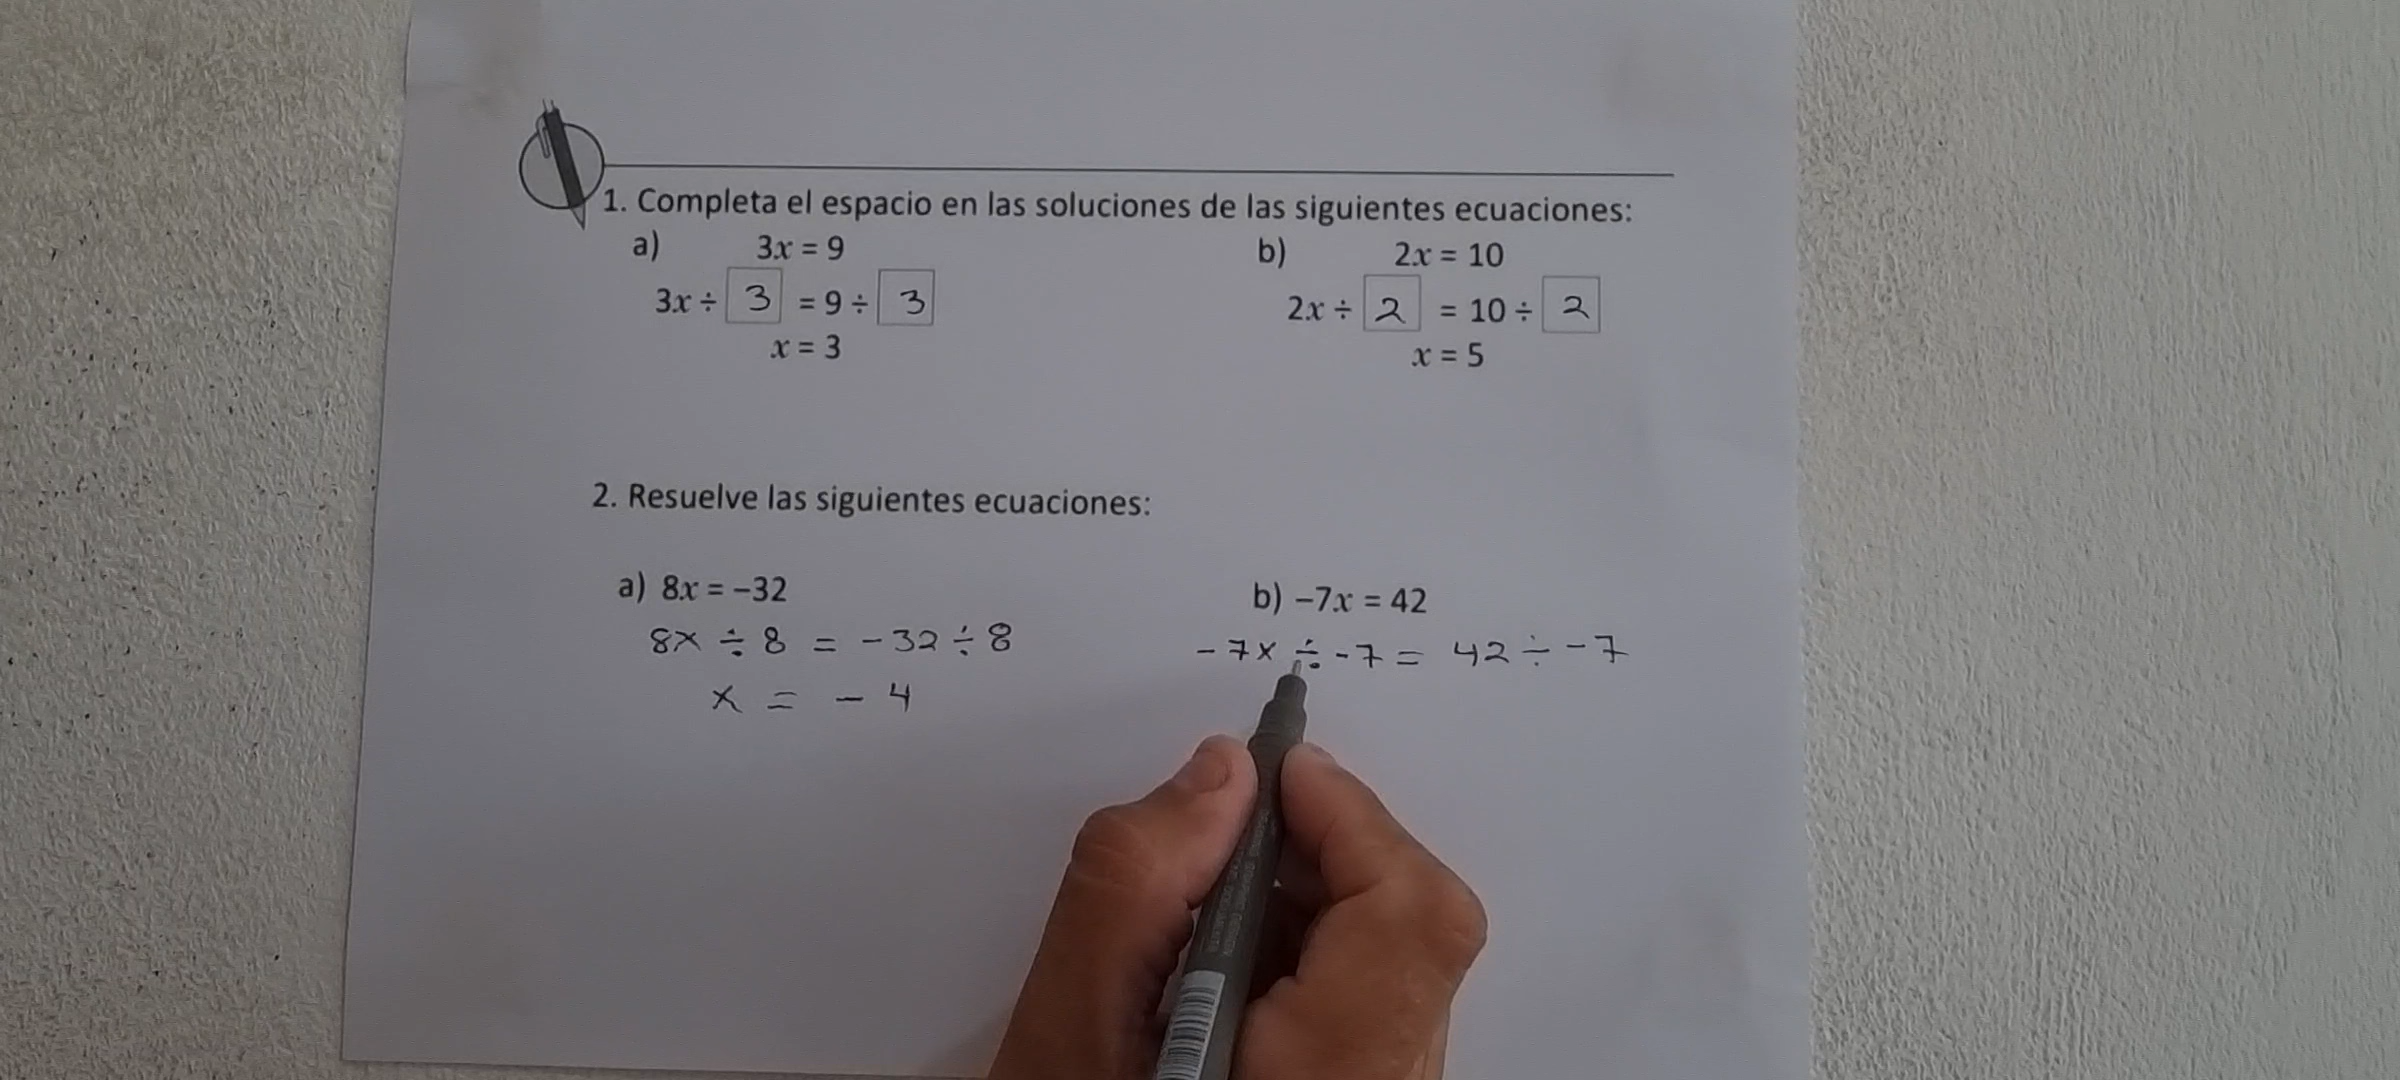 1. Completa el espacio en las soluciones de las siguientes ecuaciones:
a) 3x = 9
3x ÷ 3 = 9 ÷ 3
x = 3
b) 2x = 10
2x ÷ 2 = 10 ÷ 2
x = 5
2. Resuelve las siguientes ecuaciones:
a) 8x = −32
8x ÷ 8 = -32 ÷ 8
x = - 4
b) −7x = 42
-7x ÷ -7 = 42 ÷ -7